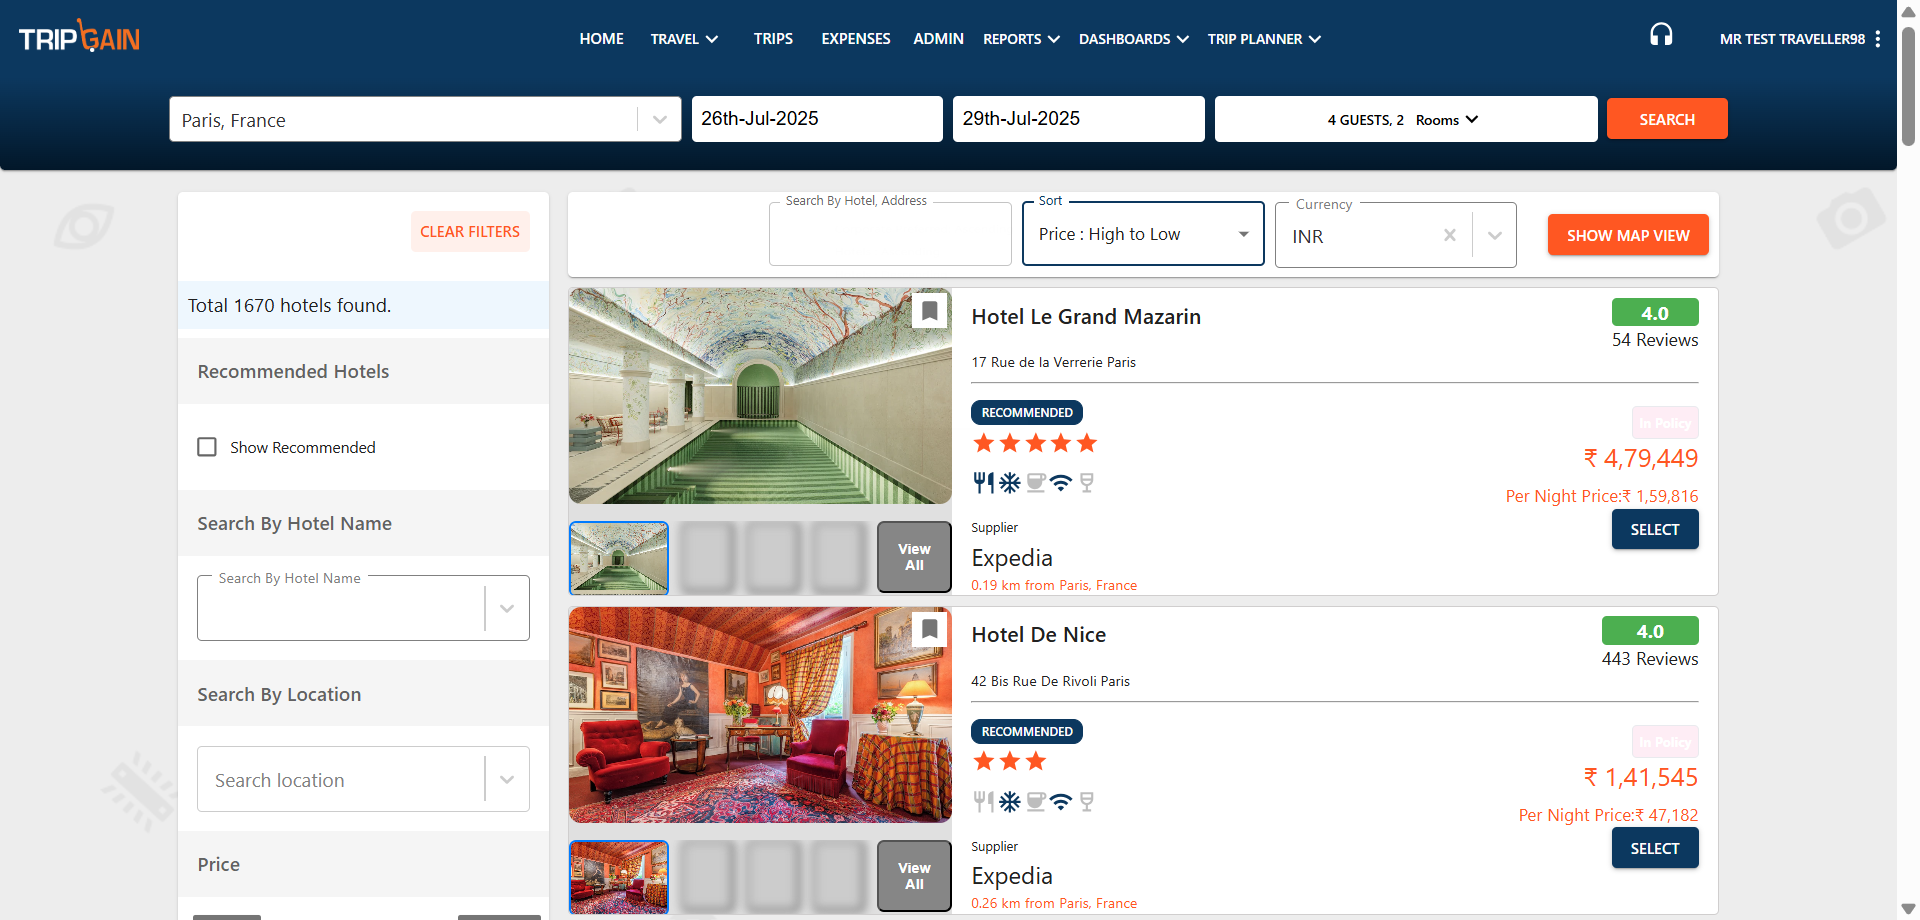 TRIPGAIN
HOME TRAVEL TRIPS EXPENSES ADMIN REPORTS DASHBOARDS TRIP PLANNER
MR TEST TRAVELLER98
Paris, France
26th-Jul-2025
29th-Jul-2025
4 GUESTS, 2 Rooms
SEARCH
CLEAR FILTERS
Total 1670 hotels found.
Recommended Hotels
Show Recommended
Search By Hotel Name
Search By Hotel Name
Search By Location
Search location
Price
Search By Hotel, Address
Sort
Price : High to Low
Currency
INR
SHOW MAP VIEW
Hotel Le Grand Mazarin
4.0
54 Reviews
17 Rue de la Verrerie Paris
RECOMMENDED
In Policy
₹ 4,79,449
Per Night Price:₹ 1,59,816
SELECT
View
All
Supplier
Expedia
0.19 km from Paris, France
Hotel De Nice
4.0
443 Reviews
42 Bis Rue De Rivoli Paris
RECOMMENDED
In Policy
₹ 1,41,545
Per Night Price:₹ 47,182
SELECT
View
All
Supplier
Expedia
0.26 km from Paris, France